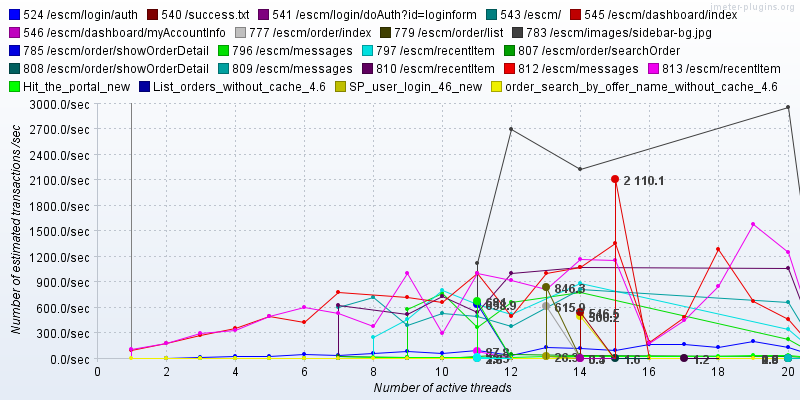 jmeter-plugins.org
524 /escm/login/auth 540 /success.txt 541 /escm/login/doAuth?id=loginform 543 /escm/ 545 /escm/dashboard/index
546 /escm/dashboard/myAccountInfo 777 /escm/order/index 779 /escm/order/list 783 /escm/images/sidebar-bg.jpg
785 /escm/order/showOrderDetail 796 /escm/messages 797 /escm/recentItem 807 /escm/order/searchOrder
808 /escm/order/showOrderDetail 809 /escm/messages 810 /escm/recentItem 812 /escm/messages 813 /escm/recentItem
Hit_the_portal_new List_orders_without_cache_4.6 SP_user_login_46_new order_search_by_offer_name_without_cache_4.6
3000.0/sec
2700.0/sec
2400.0/sec
2100.0/sec
1800.0/sec
1500.0/sec
1200.0/sec
900.0/sec
600.0/sec
300.0/sec
0.0/sec
Number of estimated transactions /sec
2 110.1
846.3
615.9
26.3
1.6
1.2
0 2 4 6 8 10 12 14 16 18 20
Number of active threads